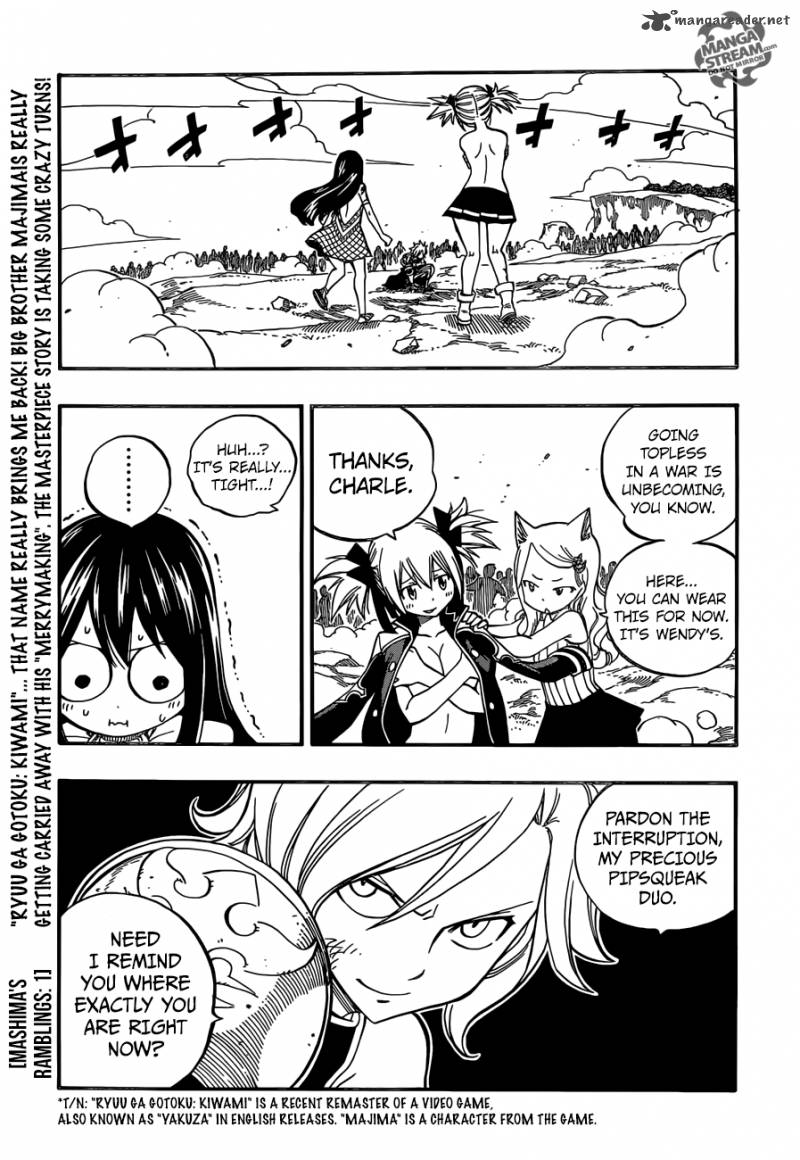 mangareader.net
MANGA
STREAM
.com
DO NOT MIRROR
[MASHIMA'S "RYUU GA GOTOKU: KIWAMI"... THAT NAME REALLY BRINGS ME BACK! BIG BROTHER MAJIMAIS REALLY
RAMBLINGS: 1] GETTING CARRIED AWAY WITH HIS "MERRYMAKING". THE MASTERPIECE STORY IS TAKING SOME CRAZY TURNS!
GOING
TOPLESS
IN A WAR IS
UNBECOMING,
YOU KNOW.
HERE...
YOU CAN WEAR
THIS FOR NOW.
IT'S WENDY'S.
THANKS,
CHARLE.
HUH...?
IT'S REALLY...
TIGHT...!
........
PARDON THE
INTERRUPTION,
MY PRECIOUS
PIPSQUEAK
DUO.
NEED
I REMIND
YOU WHERE
EXACTLY YOU
ARE RIGHT
NOW?
*T/N: "RYUU GA GOTOKU: KIWAMI" IS A RECENT REMASTER OF A VIDEO GAME,
ALSO KNOWN AS "YAKUZA" IN ENGLISH RELEASES. "MAJIMA" IS A CHARACTER FROM THE GAME.